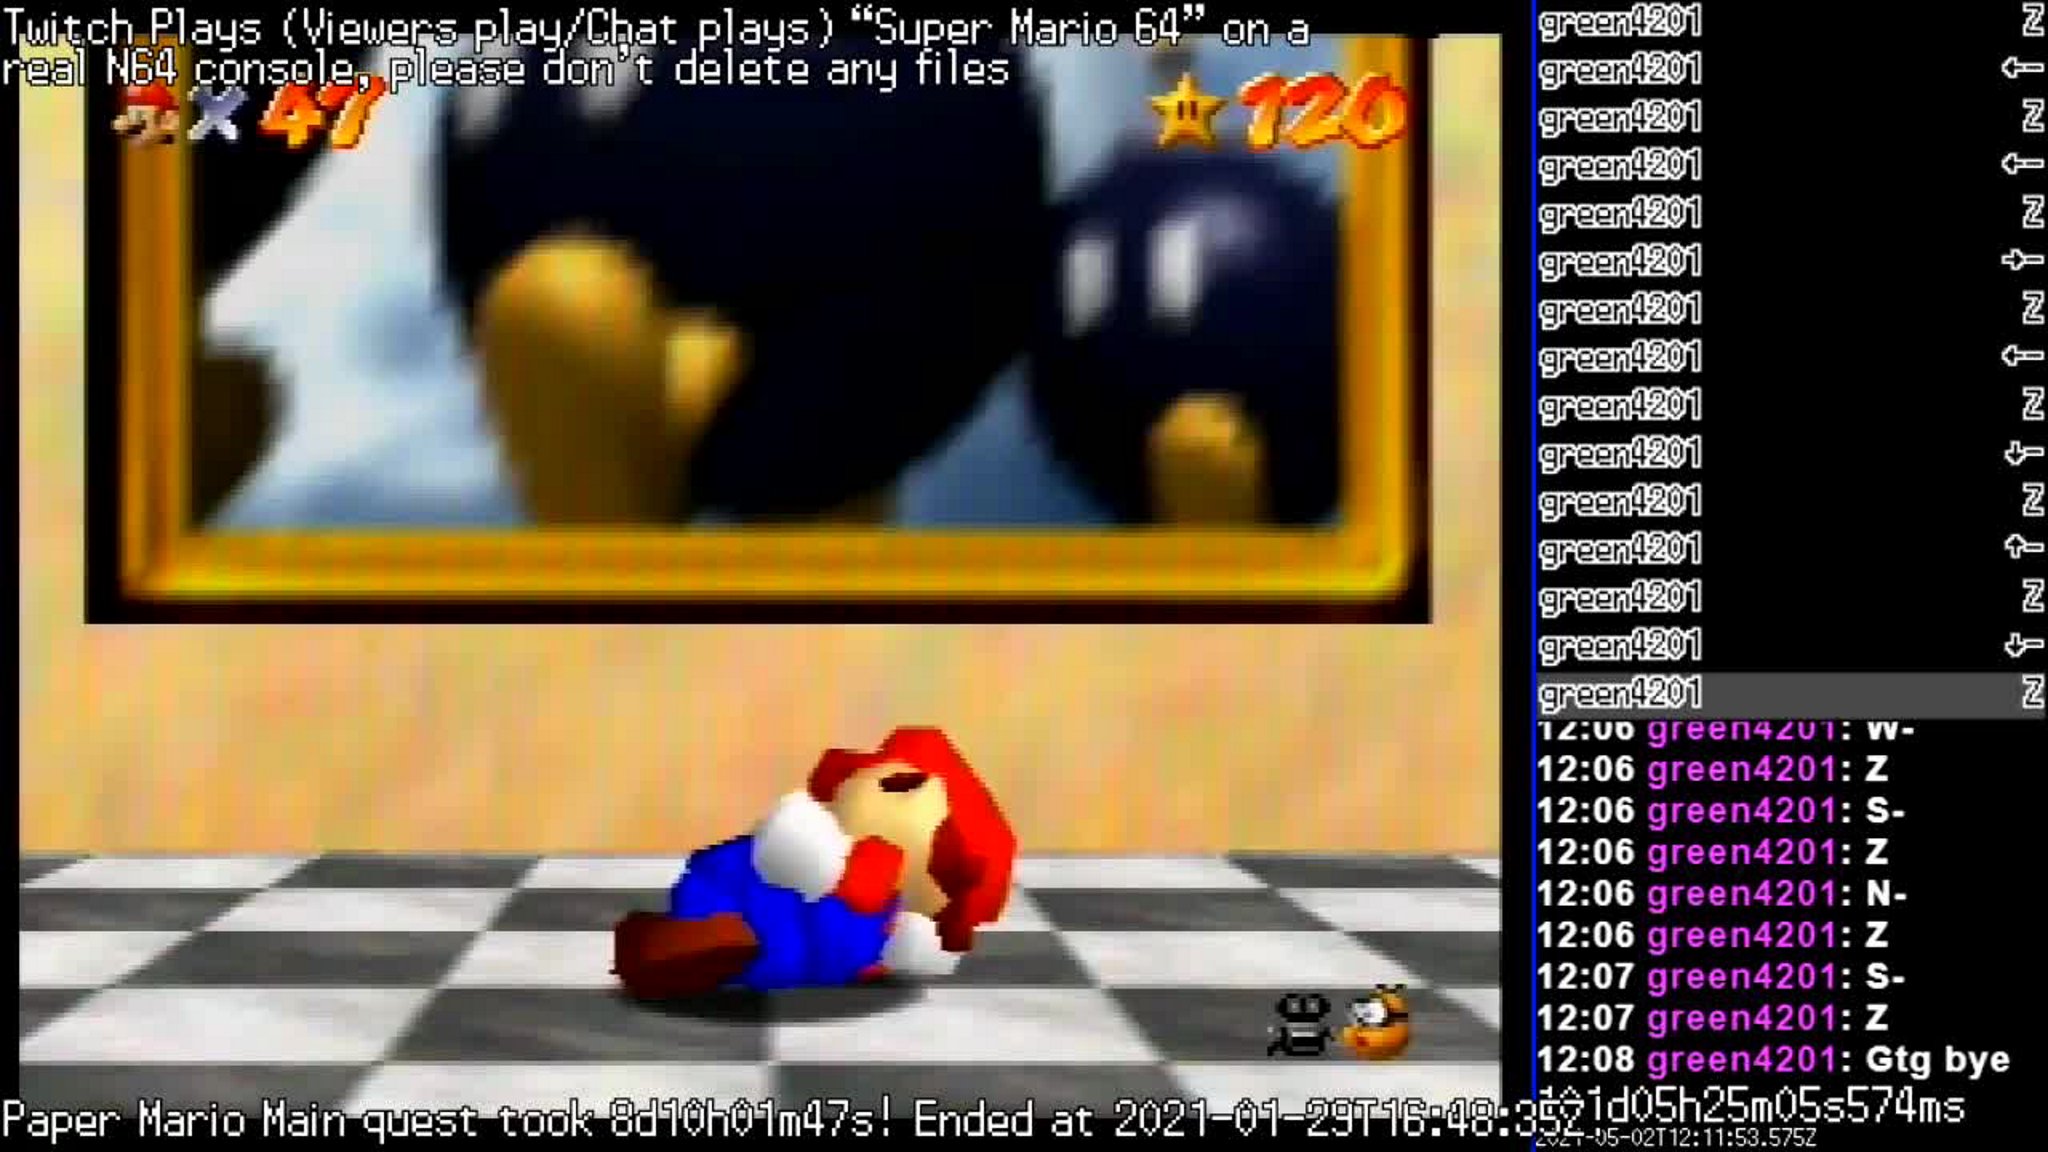 Twitch Plays (Viewers play/Chat plays) “Super Mario 64” on a
real N64 console, please don't delete any files
× 47
120
green4201 Z
green4201 ←
green4201 Z
green4201 ←
green4201 Z
green4201 →
green4201 Z
green4201 ←
green4201 Z
green4201 ↓-
green4201 Z
green4201 ↑-
green4201 Z
green4201 ↓-
green4201 Z
12:06 green4201: W-
12:06 green4201: Z
12:06 green4201: S-
12:06 green4201: Z
12:06 green4201: N-
12:06 green4201: Z
12:07 green4201: S-
12:07 green4201: Z
12:08 green4201: Gtg bye
Paper Mario Main quest took 8d10h01m47s! Ended at 2021-01-29T16:48:
1d05h25m05s574ms
2021-05-02T12:11:53.575Z